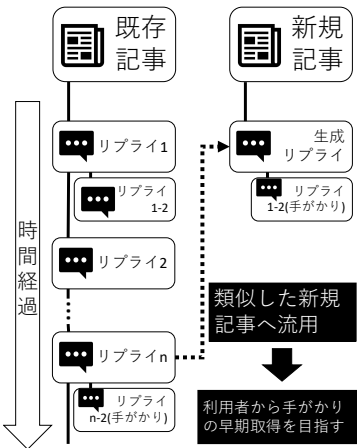 既存
記事
新規
記事
時間経過
リプライ1
リプライ
1-2
リプライ2
リプライn
リプライ
n-2(手がかり)
生成
リプライ
リプライ
1-2(手がかり)
類似した新規
記事へ流用
利用者から手がかり
の早期取得を目指す